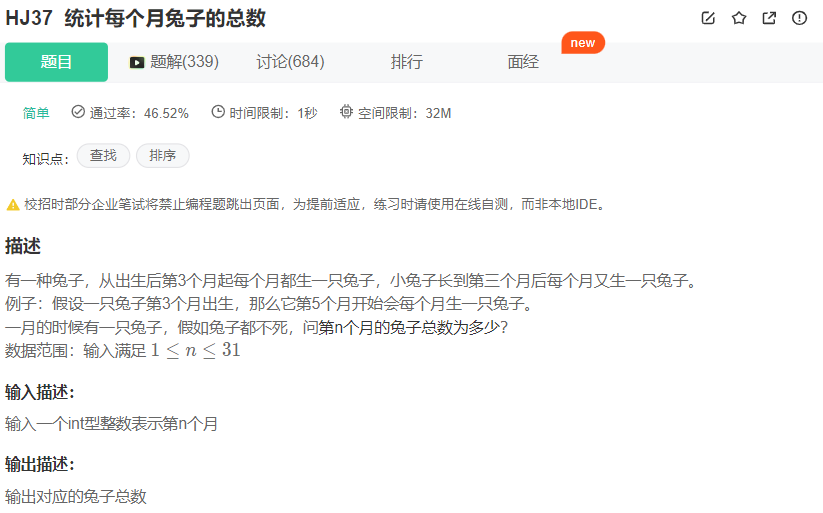 HJ37 统计每个月兔子的总数
new
题目 题解(339) 讨论(684) 排行 面经
简单 通过率：46.52% 时间限制：1秒 空间限制：32M
知识点： 查找 排序
校招时部分企业笔试将禁止编程题跳出页面，为提前适应，练习时请使用在线自测，而非本地IDE。
描述
有一种兔子，从出生后第3个月起每个月都生一只兔子，小兔子长到第三个月后每个月又生一只兔子。
例子：假设一只兔子第3个月出生，那么它第5个月开始会每个月生一只兔子。
一月的时候有一只兔子，假如兔子都不死，问第n个月的兔子总数为多少？
数据范围：输入满足 1 ≤ n ≤ 31
输入描述：
输入一个int型整数表示第n个月
输出描述：
输出对应的兔子总数